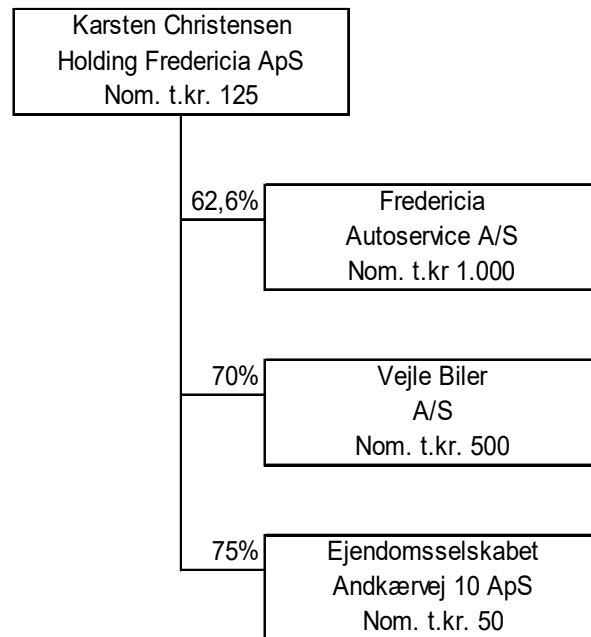 Karsten Christensen
Holding Fredericia ApS
Nom. t.kr. 125
62,6%
Fredericia
Autoservice A/S
Nom. t.kr 1.000
70%
Vejle Biler
A/S
Nom. t.kr. 500
75%
Ejendomsselskabet
Andkærvej 10 ApS
Nom. t.kr. 50